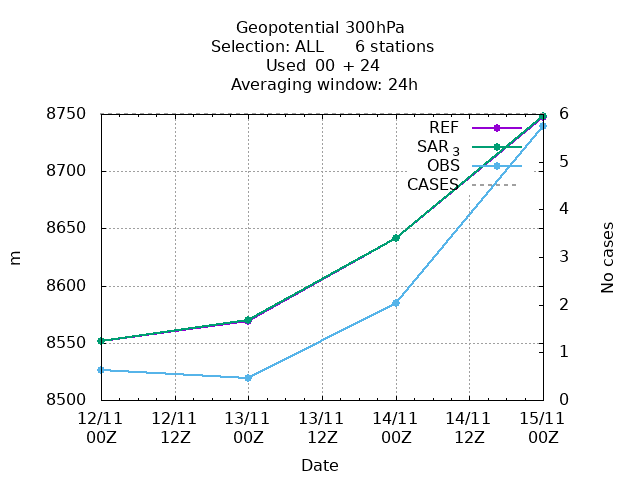 Geopotential 300hPa
Selection: ALL 6 stations
Used 00 + 24
Averaging window: 24h
8750
8700
8650
8600
8550
8500
m
6
5
4
3
2
1
0
No cases
REF
SAR 3
OBS
CASES
12/11 12/11 13/11 13/11 14/11 14/11 15/11
00Z 12Z 00Z 12Z 00Z 12Z 00Z
Date